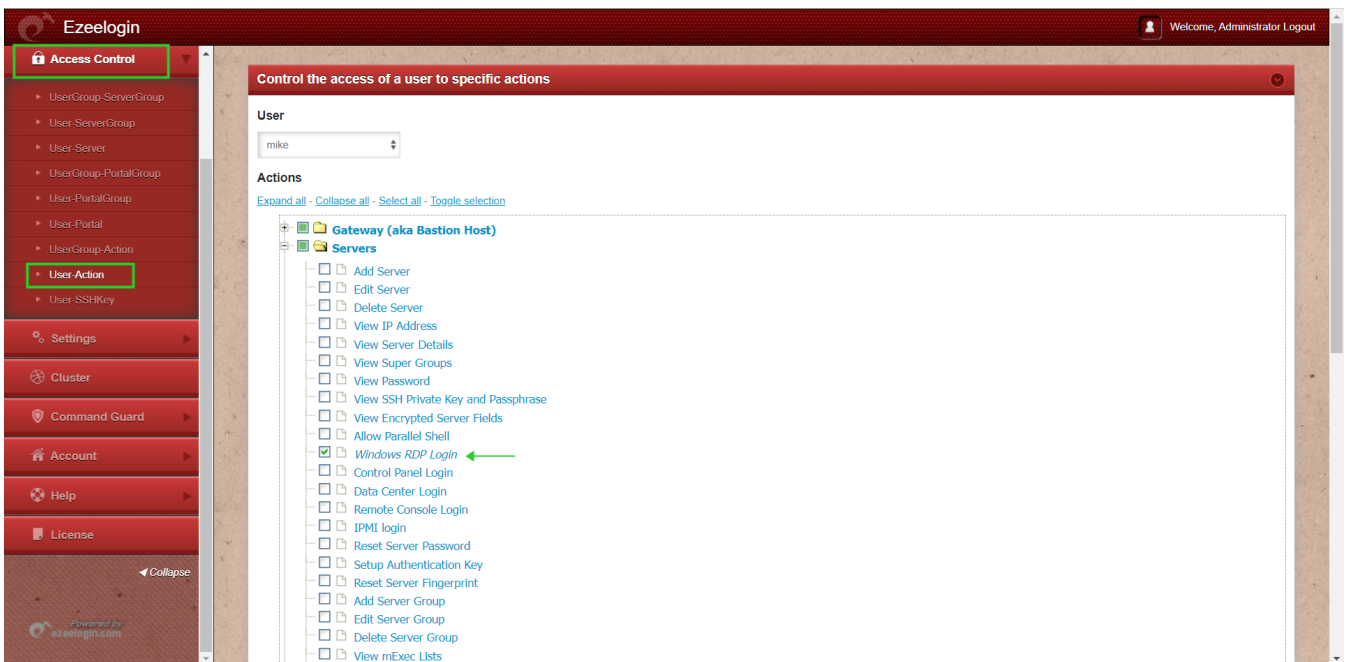 Ezeelogin
Welcome, Administrator Logout
Access Control
UserGroup-ServerGroup
User-ServerGroup
User-Server
UserGroup-PortalGroup
User-PortalGroup
User-Portal
UserGroup-Action
User-Action
User-SSHKey
Settings
Cluster
Command Guard
Account
Help
License
Collapse
Powered by
ezeelogin.com
Control the access of a user to specific actions
User
mike
Actions
Expand all - Collapse all - Select all - Toggle selection
Gateway (aka Bastion Host)
Servers
Add Server
Edit Server
Delete Server
View IP Address
View Server Details
View Super Groups
View Password
View SSH Private Key and Passphrase
View Encrypted Server Fields
Allow Parallel Shell
Windows RDP Login
Control Panel Login
Data Center Login
Remote Console Login
IPMI login
Reset Server Password
Setup Authentication Key
Reset Server Fingerprint
Add Server Group
Edit Server Group
Delete Server Group
View mExec Lists